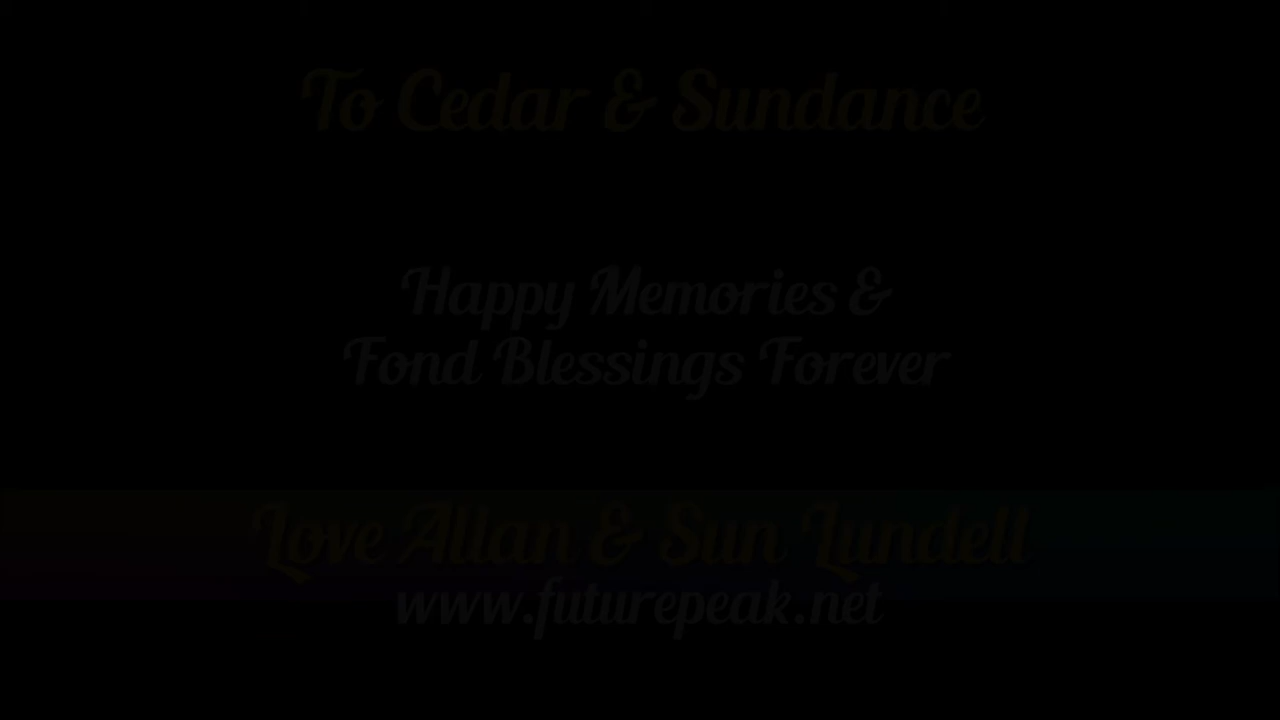 To Cedar & Sundance
Happy Memories &
Fond Blessings Forever
Love Allan & Sun Lundell
www.futurepeak.net